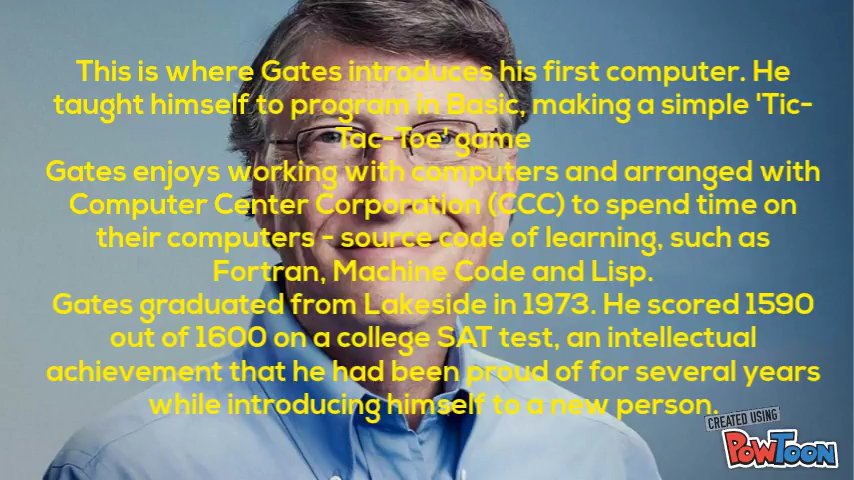 This is where Gates introduces his first computer. He
taught himself to program in Basic, making a simple 'Tic-
Tac-Toe' game
Gates enjoys working with computers and arranged with
Computer Center Corporation (CCC) to spend time on
their computers - source code of learning, such as
Fortran, Machine Code and Lisp.
Gates graduated from Lakeside in 1973. He scored 1590
out of 1600 on a college SAT test, an intellectual
achievement that he had been proud of for several years
while introducing himself to a new person.
CREATED USING
POWTOON